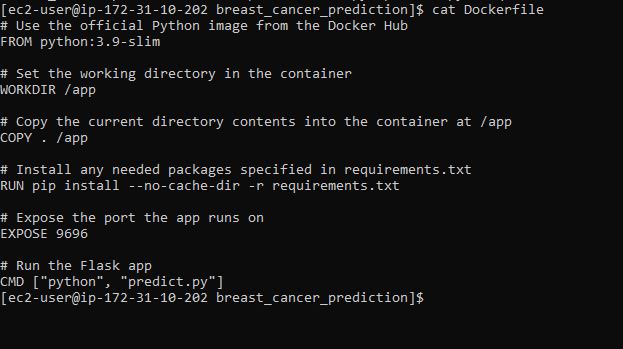 [ec2-user@ip-172-31-10-202 breast_cancer_prediction]$ cat Dockerfile
# Use the official Python image from the Docker Hub
FROM python:3.9-slim
# Set the working directory in the container
WORKDIR /app
# Copy the current directory contents into the container at /app
COPY . /app
# Install any needed packages specified in requirements.txt
RUN pip install --no-cache-dir -r requirements.txt
# Expose the port the app runs on
EXPOSE 9696
# Run the Flask app
CMD ["python", "predict.py"]
[ec2-user@ip-172-31-10-202 breast_cancer_prediction]$